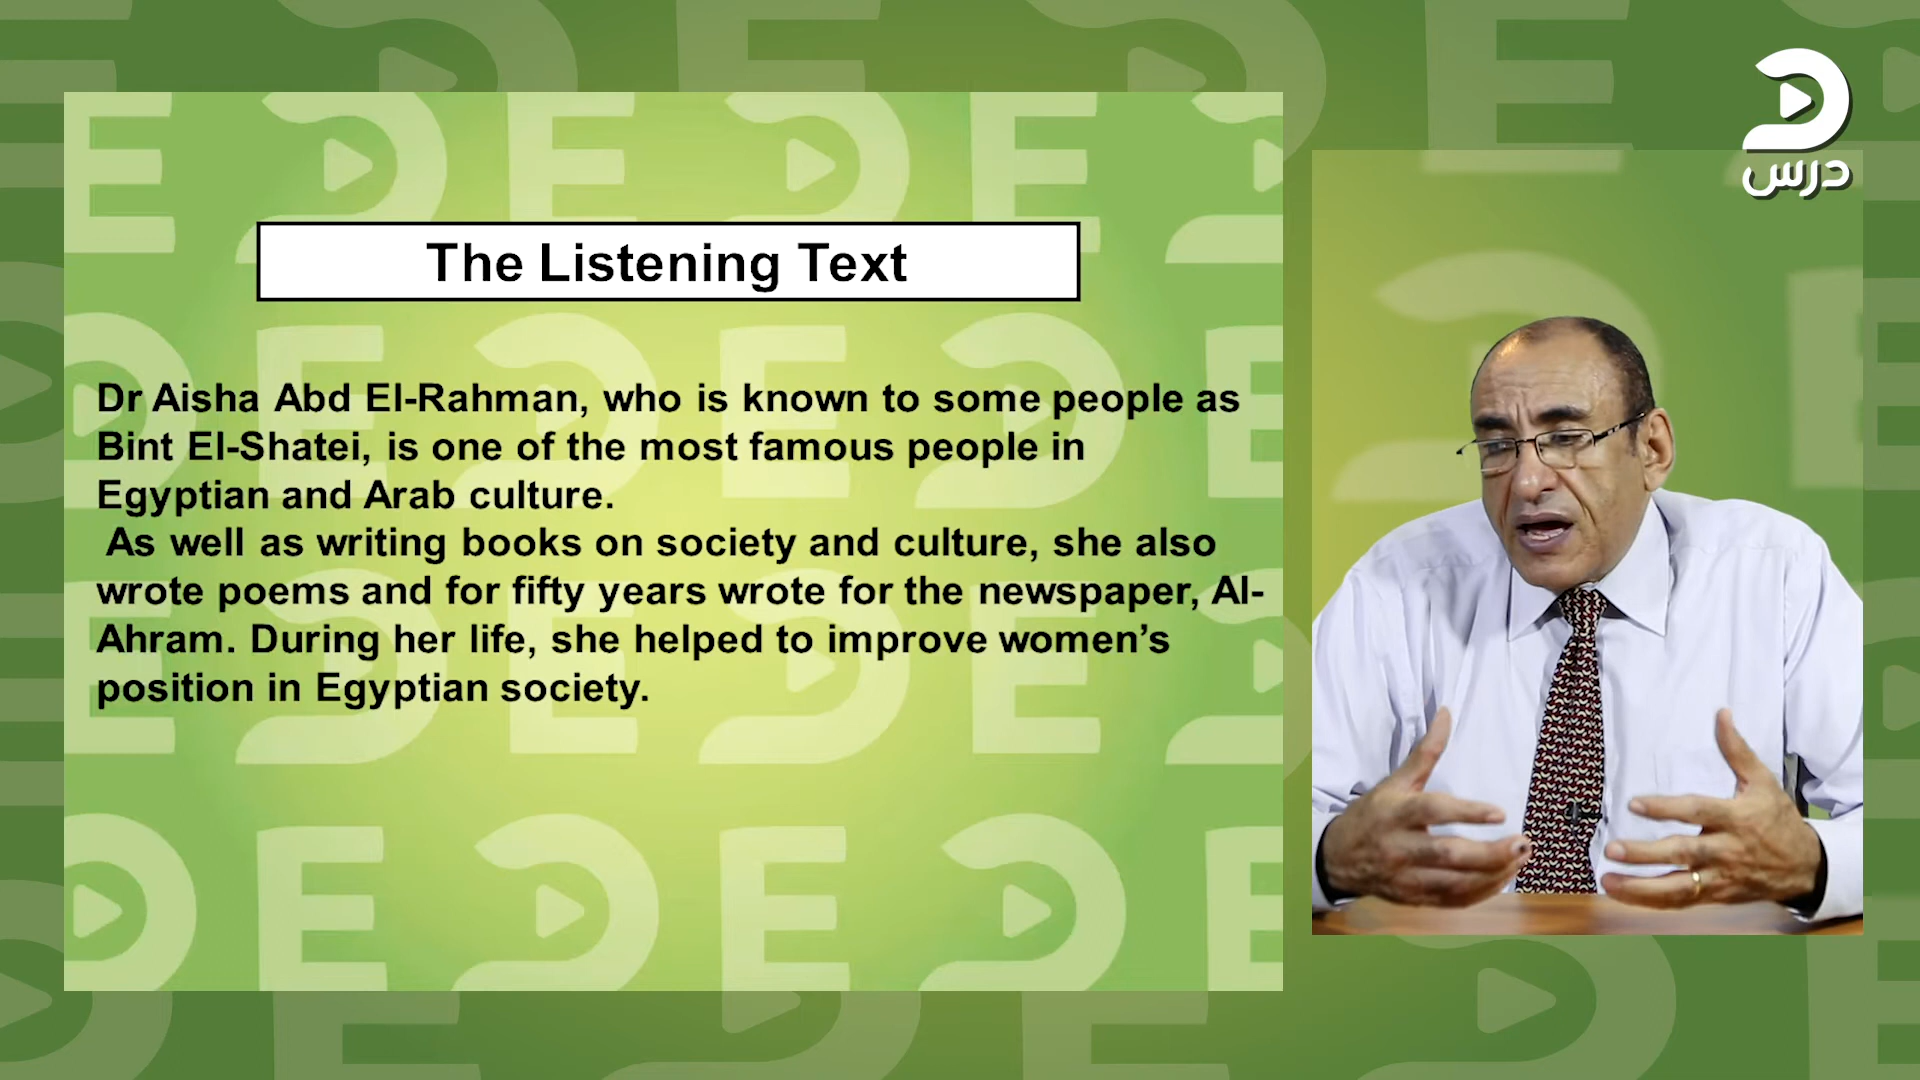 The Listening Text
Dr Aisha Abd El-Rahman, who is known to some people as
Bint El-Shatei, is one of the most famous people in
Egyptian and Arab culture.
As well as writing books on society and culture, she also
wrote poems and for fifty years wrote for the newspaper, Al-
Ahram. During her life, she helped to improve women’s
position in Egyptian society.
درس